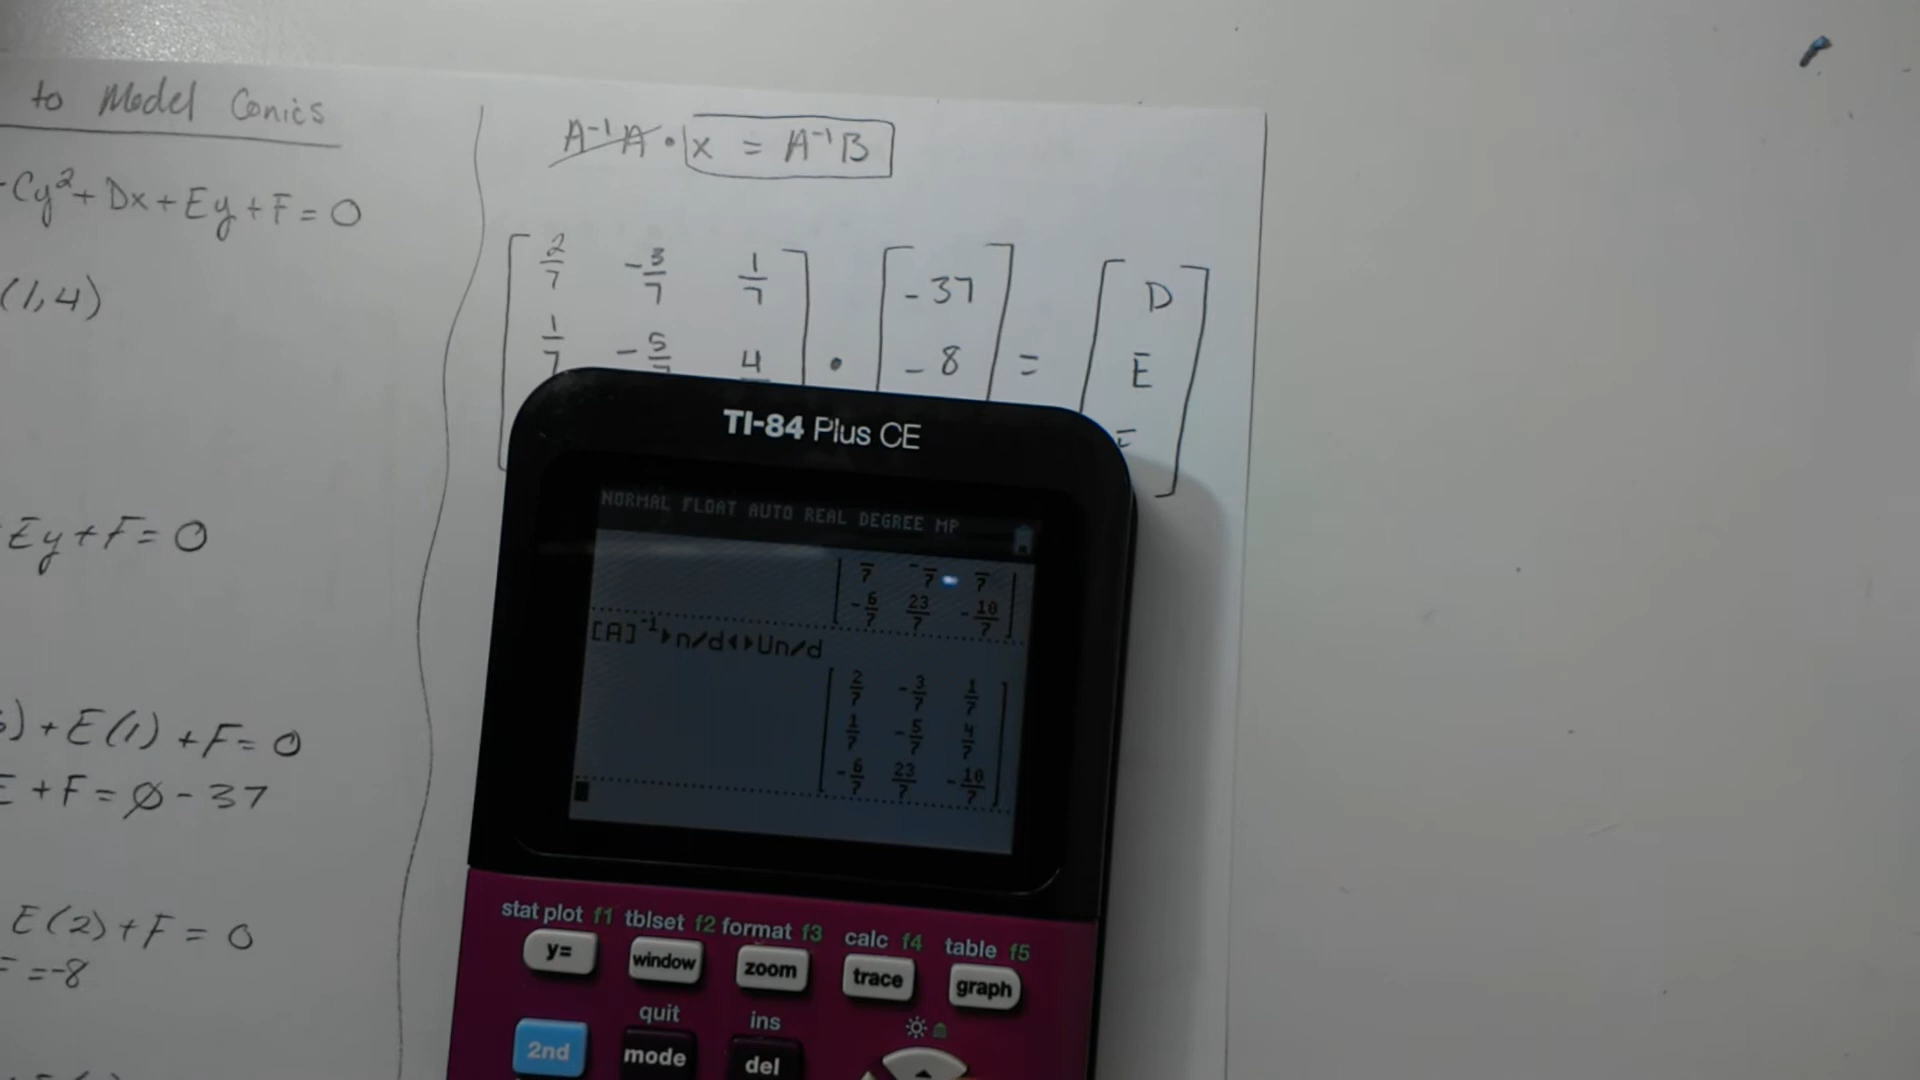 to Model Conics
Cy²+Dx+Ey+F=0
(1,4)
Ey+F=0
)+E(1)+F=0
+F=0-37
E(2)+F=0
=-8
A⁻¹A·x = A⁻¹B
2/7 -3/7 1/7
1/7 -5/7 4
·
-37
-8
=
D
E
TI-84 Plus CE
NORMAL FLOAT AUTO REAL DEGREE MP
7 -7 7
-6/7 23/7 -10/7
[A]⁻¹▸n/d◂▸Un/d
2/7 -3/7 1/7
1/7 -5/7 4/7
-6/7 23/7 -10/7
stat plot f1 tblset f2 format f3 calc f4 table f5
y= window zoom trace graph
quit ins
2nd mode del